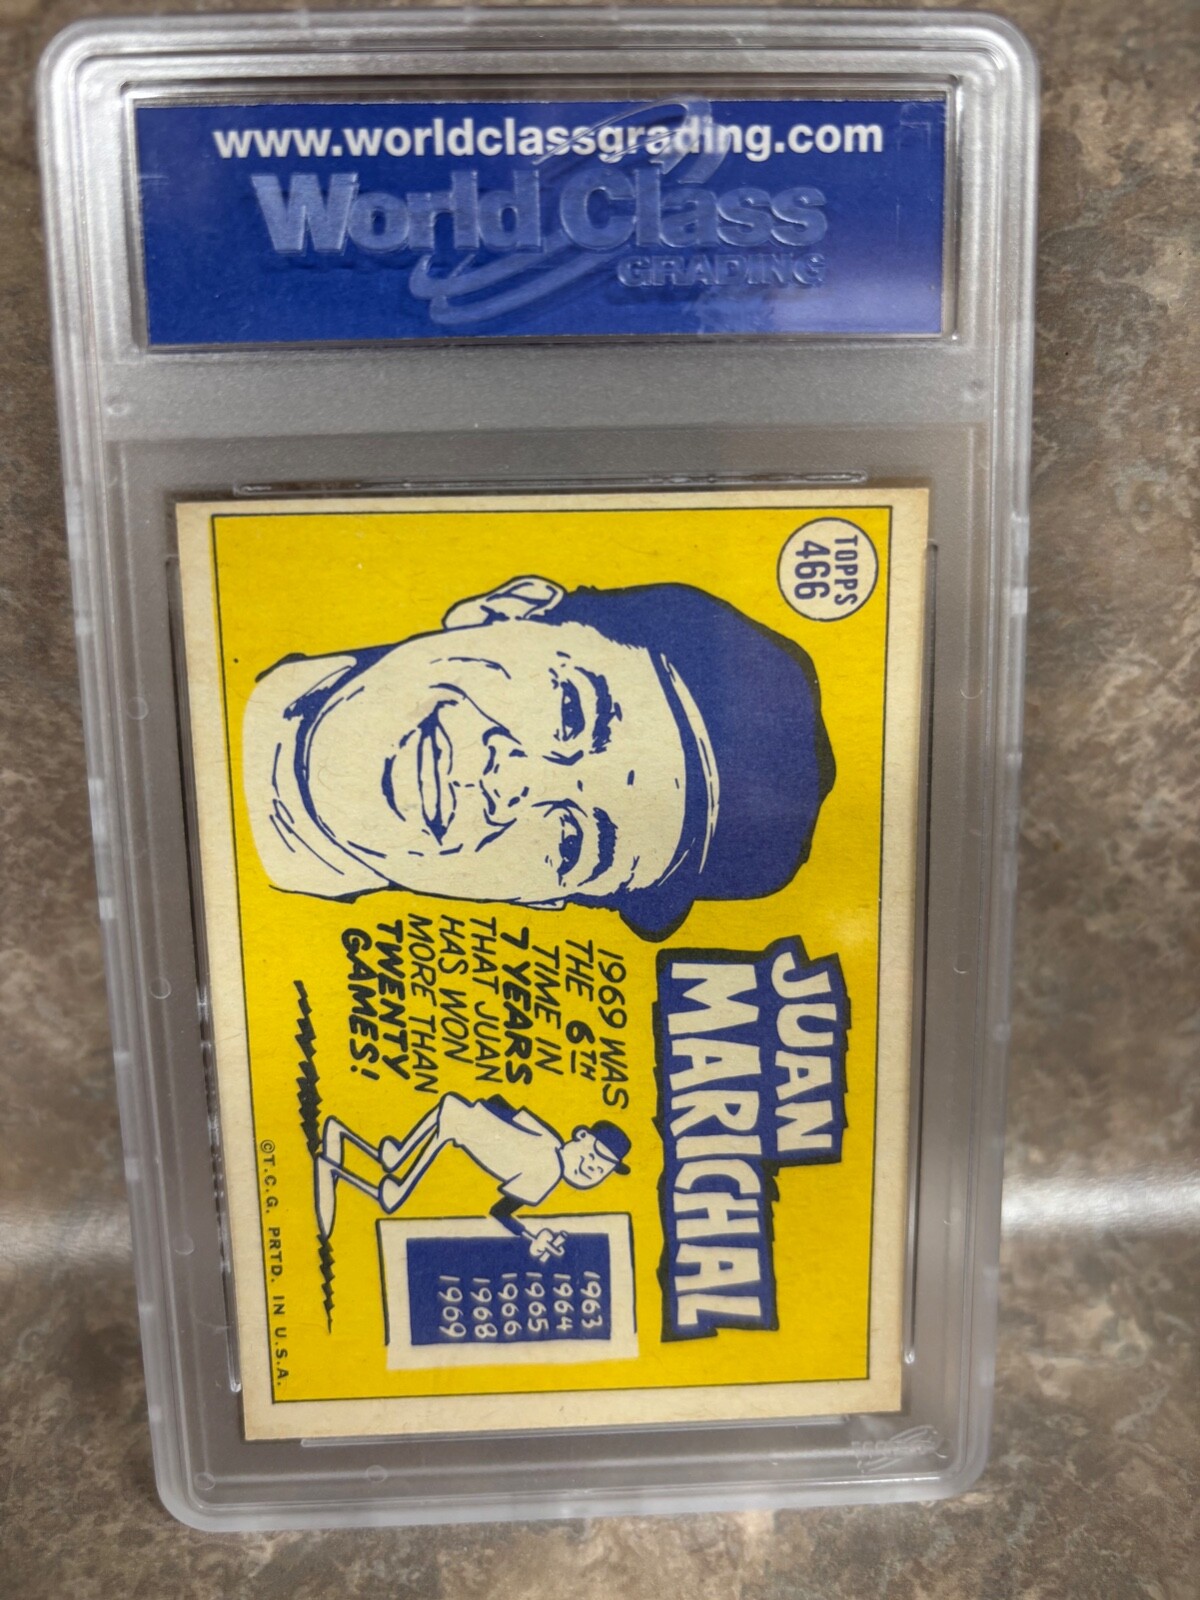 www.worldclassgrading.com
World Class
GRADING
TOPPS
466
JUAN
MARICHAL
1969 WAS
THE 6TH
TIME IN
7 YEARS
THAT JUAN
HAS WON
MORE THAN
TWENTY
GAMES!
1963
1964
1965
1966
1968
1969
©T.C.G. PRTD. IN U.S.A.